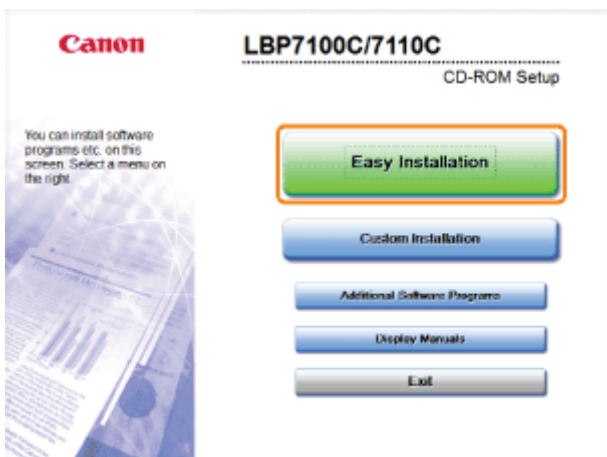 Canon
LBP7100C/7110C
CD-ROM Setup
You can install software
programs etc. on this
screen. Select a menu on
the right.
Easy Installation
Custom Installation
Additional Software Programs
Display Manuals
Exit